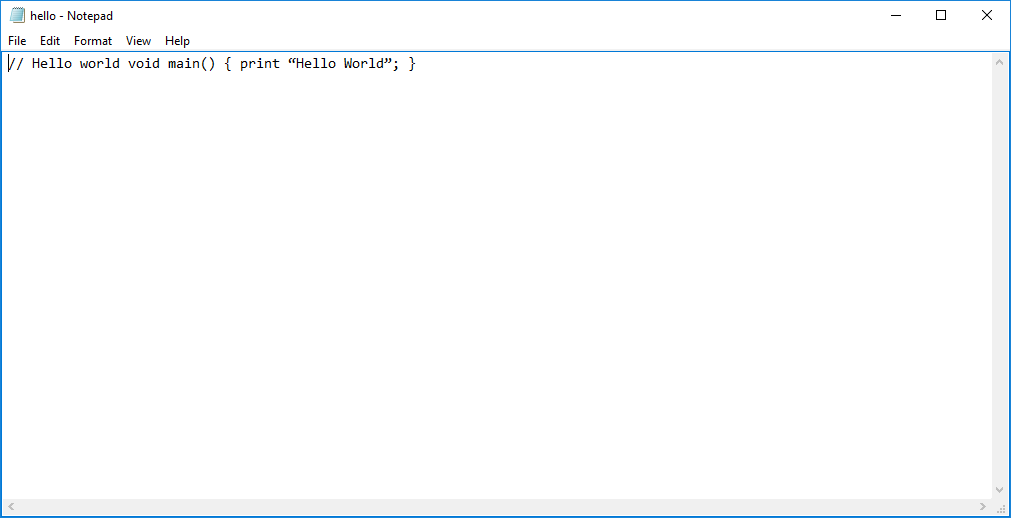 hello - Notepad
File Edit Format View Help
// Hello world void main() { print “Hello World”; }